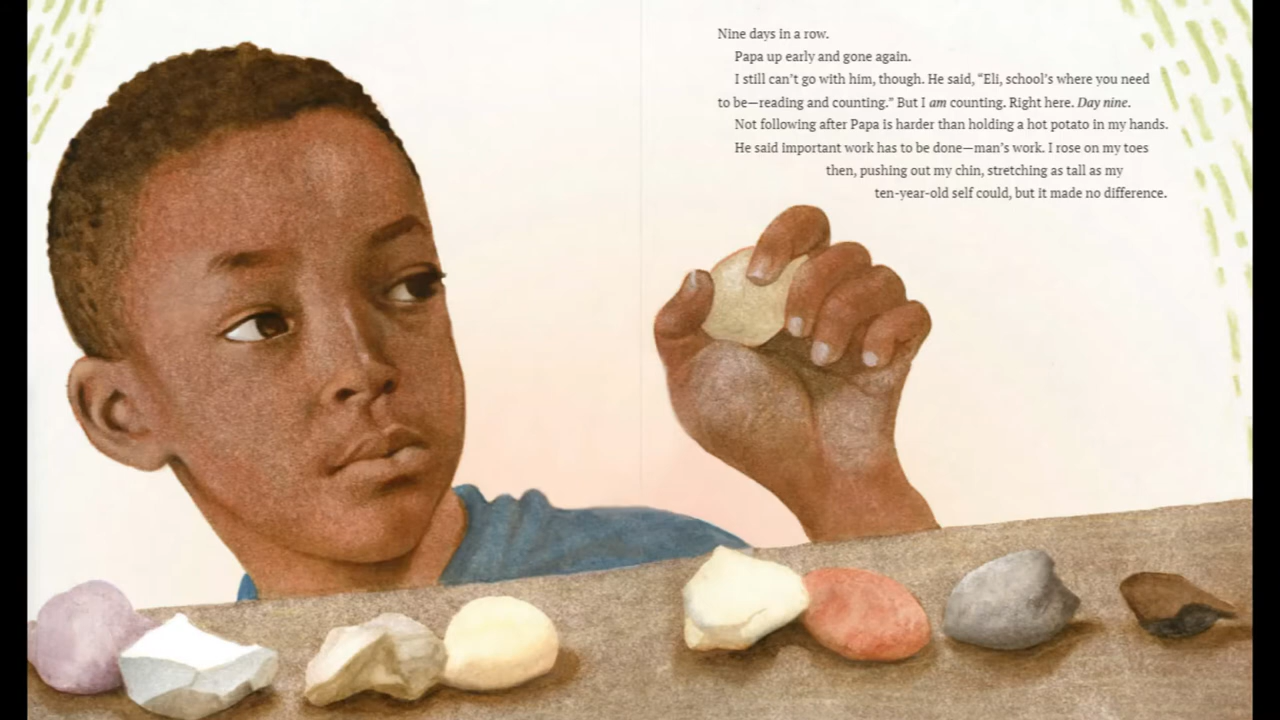 Nine days in a row.
Papa up early and gone again.
I still can’t go with him, though. He said, “Eli, school’s where you need
to be—reading and counting.” But I am counting. Right here. Day nine.
Not following after Papa is harder than holding a hot potato in my hands.
He said important work has to be done—man’s work. I rose on my toes
then, pushing out my chin, stretching as tall as my
ten-year-old self could, but it made no difference.